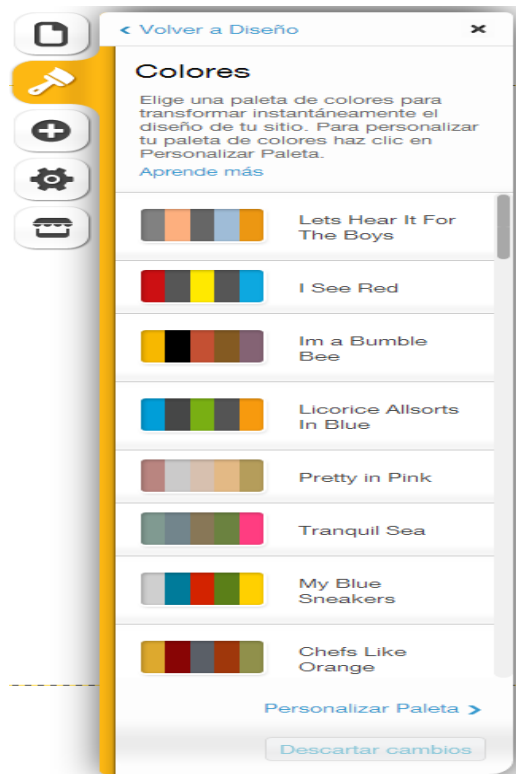 Volver a Diseño
Colores
Elige una paleta de colores para
transformar instantáneamente el
diseño de tu sitio. Para personalizar
tu paleta de colores haz clic en
Personalizar Paleta.
Aprende más
Lets Hear It For
The Boys
I See Red
Im a Bumble
Bee
Licorice Allsorts
In Blue
Pretty in Pink
Tranquil Sea
My Blue
Sneakers
Chefs Like
Orange
Personalizar Paleta
Descartar cambios